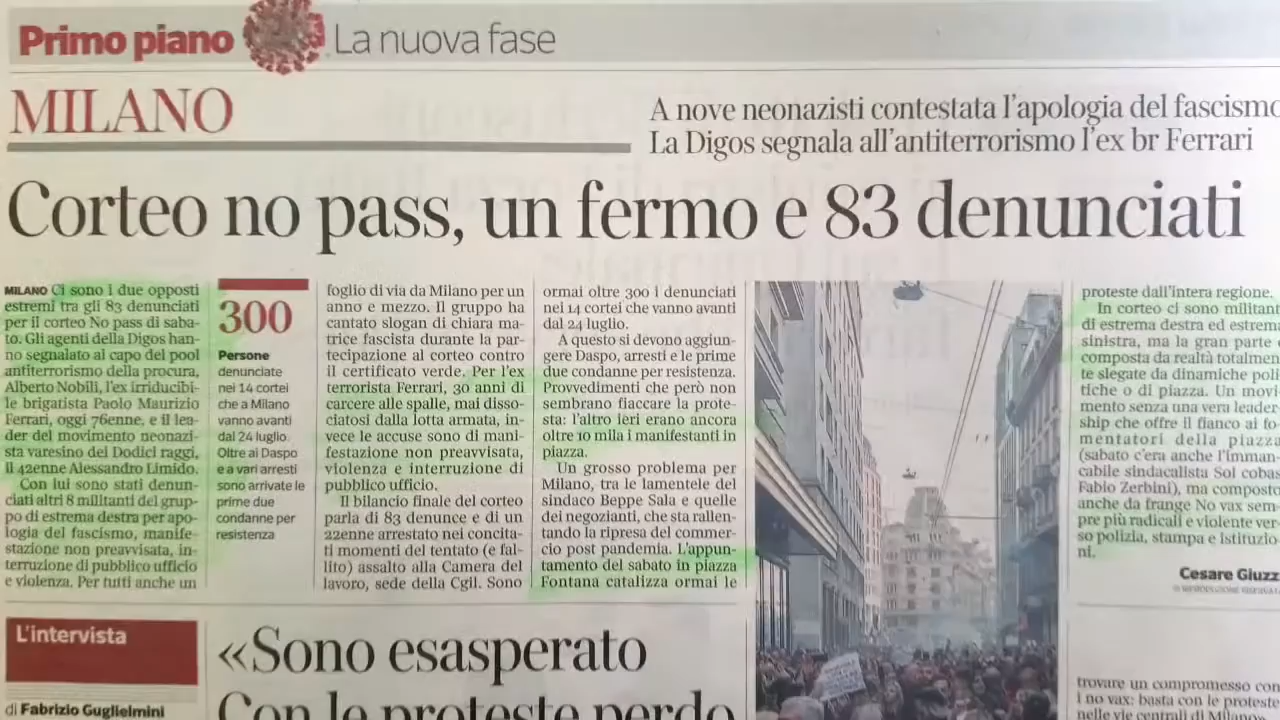 Primo piano La nuova fase
MILANO
A nove neonazisti contestata l'apologia del fascismo
La Digos segnala all'antiterrorismo l'ex br Ferrari
Corteo no pass, un fermo e 83 denunciati
MILANO Ci sono i due opposti
estremi tra gli 83 denunciati
per il corteo No pass di saba-
to. Gli agenti della Digos han-
no segnalato al capo del pool
antiterrorismo della procura,
Alberto Nobili, l'ex irriducibi-
le brigatista Paolo Maurizio
Ferrari, oggi 76enne, e il lea-
der del movimento neonazi-
sta varesino dei Dodici raggi,
il 42enne Alessandro Limido.
Con lui sono stati denun-
ciati altri 8 militanti del grup-
po di estrema destra per apo-
logia del fascismo, manife-
stazione non preavvisata, in-
terruzione di pubblico ufficio
e violenza. Per tutti anche un
300
Persone
denunciate
nei 14 cortei
che a Milano
vanno avanti
dal 24 luglio.
Oltre ai Daspo
e a vari arresti
sono arrivate le
prime due
condanne per
resistenza
foglio di via da Milano per un
anno e mezzo. Il gruppo ha
cantato slogan di chiara ma-
trice fascista durante la par-
tecipazione al corteo contro
il certificato verde. Per l'ex
terrorista Ferrari, 30 anni di
carcere alle spalle, mai disso-
ciatosi dalla lotta armata, in-
vece le accuse sono di mani-
festazione non preavvisata,
violenza e interruzione di
pubblico ufficio.
Il bilancio finale del corteo
parla di 83 denunce e di un
22enne arrestato nei concita-
ti momenti del tentato (e fal-
lito) assalto alla Camera del
lavoro, sede della Cgil. Sono
ormai oltre 300 i denunciati
nei 14 cortei che vanno avanti
dal 24 luglio.
A questo si devono aggiun-
gere Daspo, arresti e le prime
due condanne per resistenza.
Provvedimenti che però non
sembrano fiaccare la prote-
sta: l'altro ieri erano ancora
oltre 10 mila i manifestanti in
piazza.
Un grosso problema per
Milano, tra le lamentele del
sindaco Beppe Sala e quelle
dei negozianti, che sta rallen-
tando la ripresa del commer-
cio post pandemia. L'appun-
tamento del sabato in piazza
Fontana catalizza ormai le
proteste dall'intera regione.
In corteo ci sono militant
di estrema destra ed estrem
sinistra, ma la gran parte
composta da realtà totalmen
te slegate da dinamiche poli
tiche o di piazza. Un movi
mento senza una vera leader
ship che offre il fianco ai fo
mentatori della piazza
(sabato c'era anche l'imman
cabile sindacalista Sol cobas
Fabio Zerbini), ma composto
anche da frange No vax sem
pre più radicali e violente ver
so polizia, stampa e istituzio
ni.
Cesare Giuzz
L'intervista
di Fabrizio Guglielmini
«Sono esasperato
Con le proteste perdo
trovare un compromesso con
i no vax: basta con le proteste
nelle vie centrali di Milano».